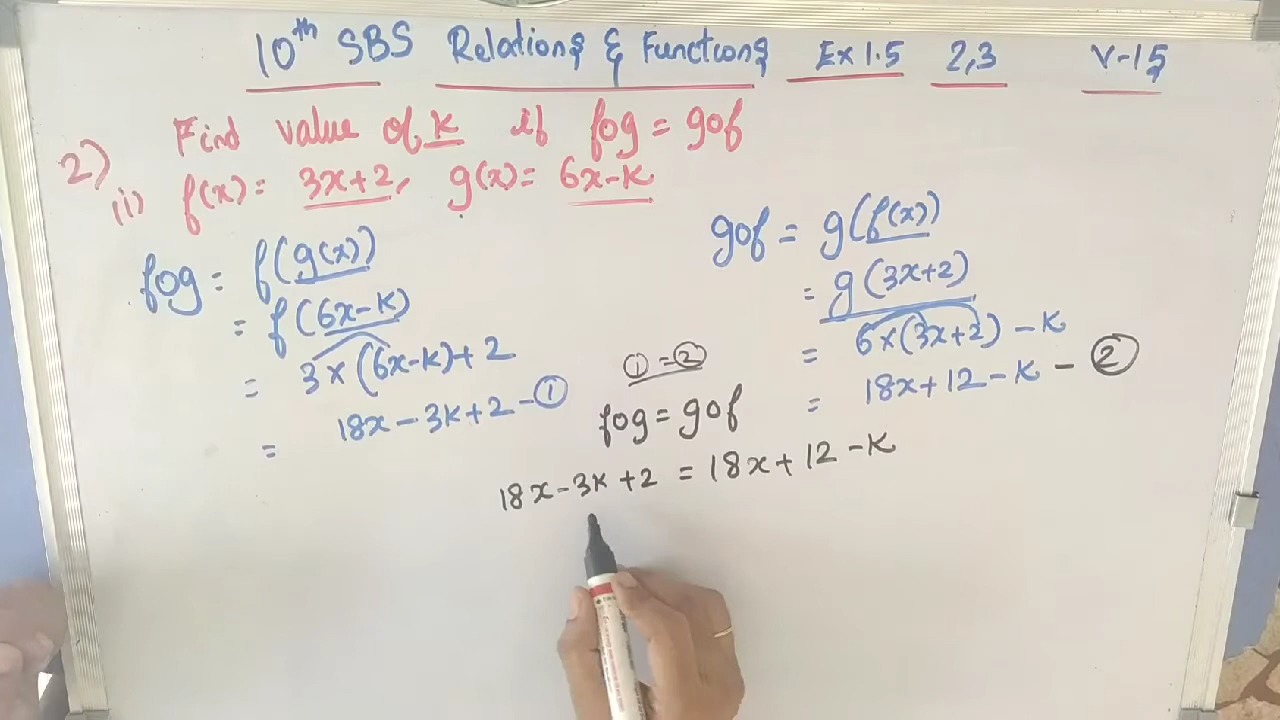 10th SBS Relations & Functions Ex 1.5 2,3 V-15
2) Find value of k if fog = gof
(i) f(x) = 3x+2, g(x) = 6x-k
fog = f(g(x))
= f(6x-k)
= 3×(6x-k)+2
= 18x-3k+2 - ①
gof = g(f(x))
= g(3x+2)
= 6×(3x+2)-k
= 18x+12-k - ②
① = ②
fog = gof
18x-3k+2 = 18x+12-k